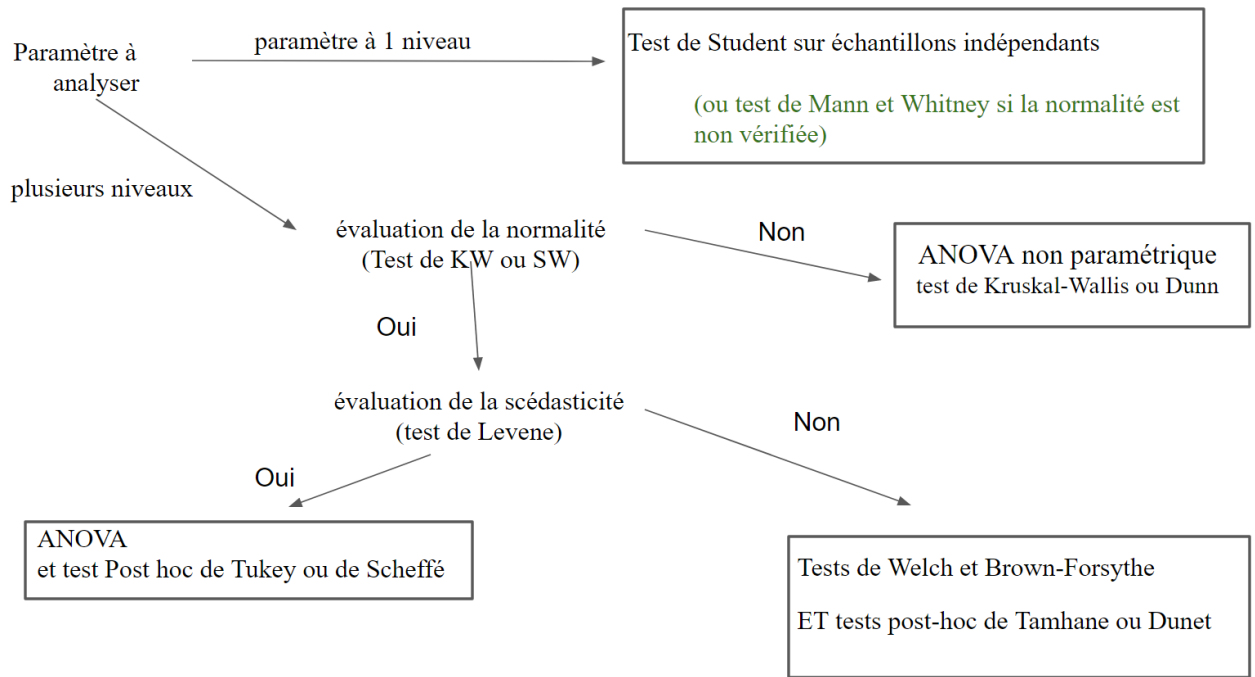 Paramètre à
analyser
paramètre à 1 niveau
Test de Student sur échantillons indépendants
(ou test de Mann et Whitney si la normalité est
non vérifiée)
plusieurs niveaux
évaluation de la normalité
(Test de KW ou SW)
Non
ANOVA non paramétrique
test de Kruskal-Wallis ou Dunn
Oui
évaluation de la scédasticité
(test de Levene)
Non
Oui
ANOVA
et test Post hoc de Tukey ou de Scheffé
Tests de Welch et Brown-Forsythe
ET tests post-hoc de Tamhane ou Dunet